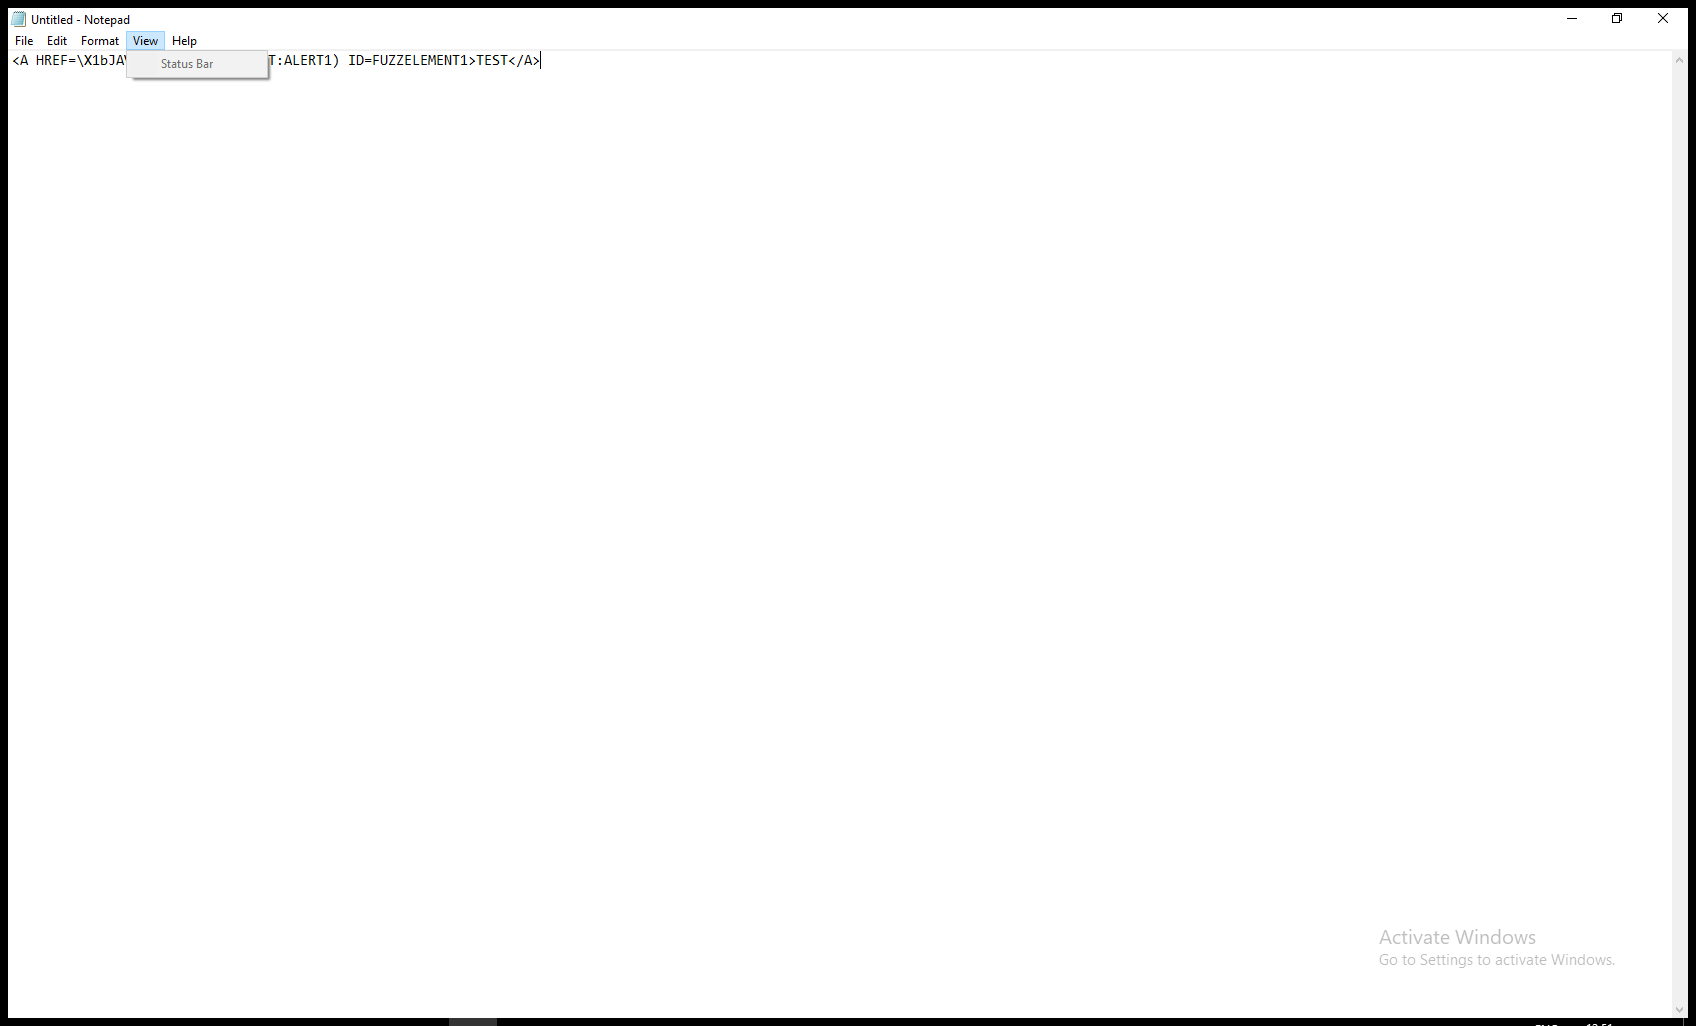 Untitled - Notepad
File Edit Format View Help
<A HREF=\X1bJA T:ALERT1) ID=FUZZELEMENT1>TEST</A>
Status Bar
Activate Windows
Go to Settings to activate Windows.